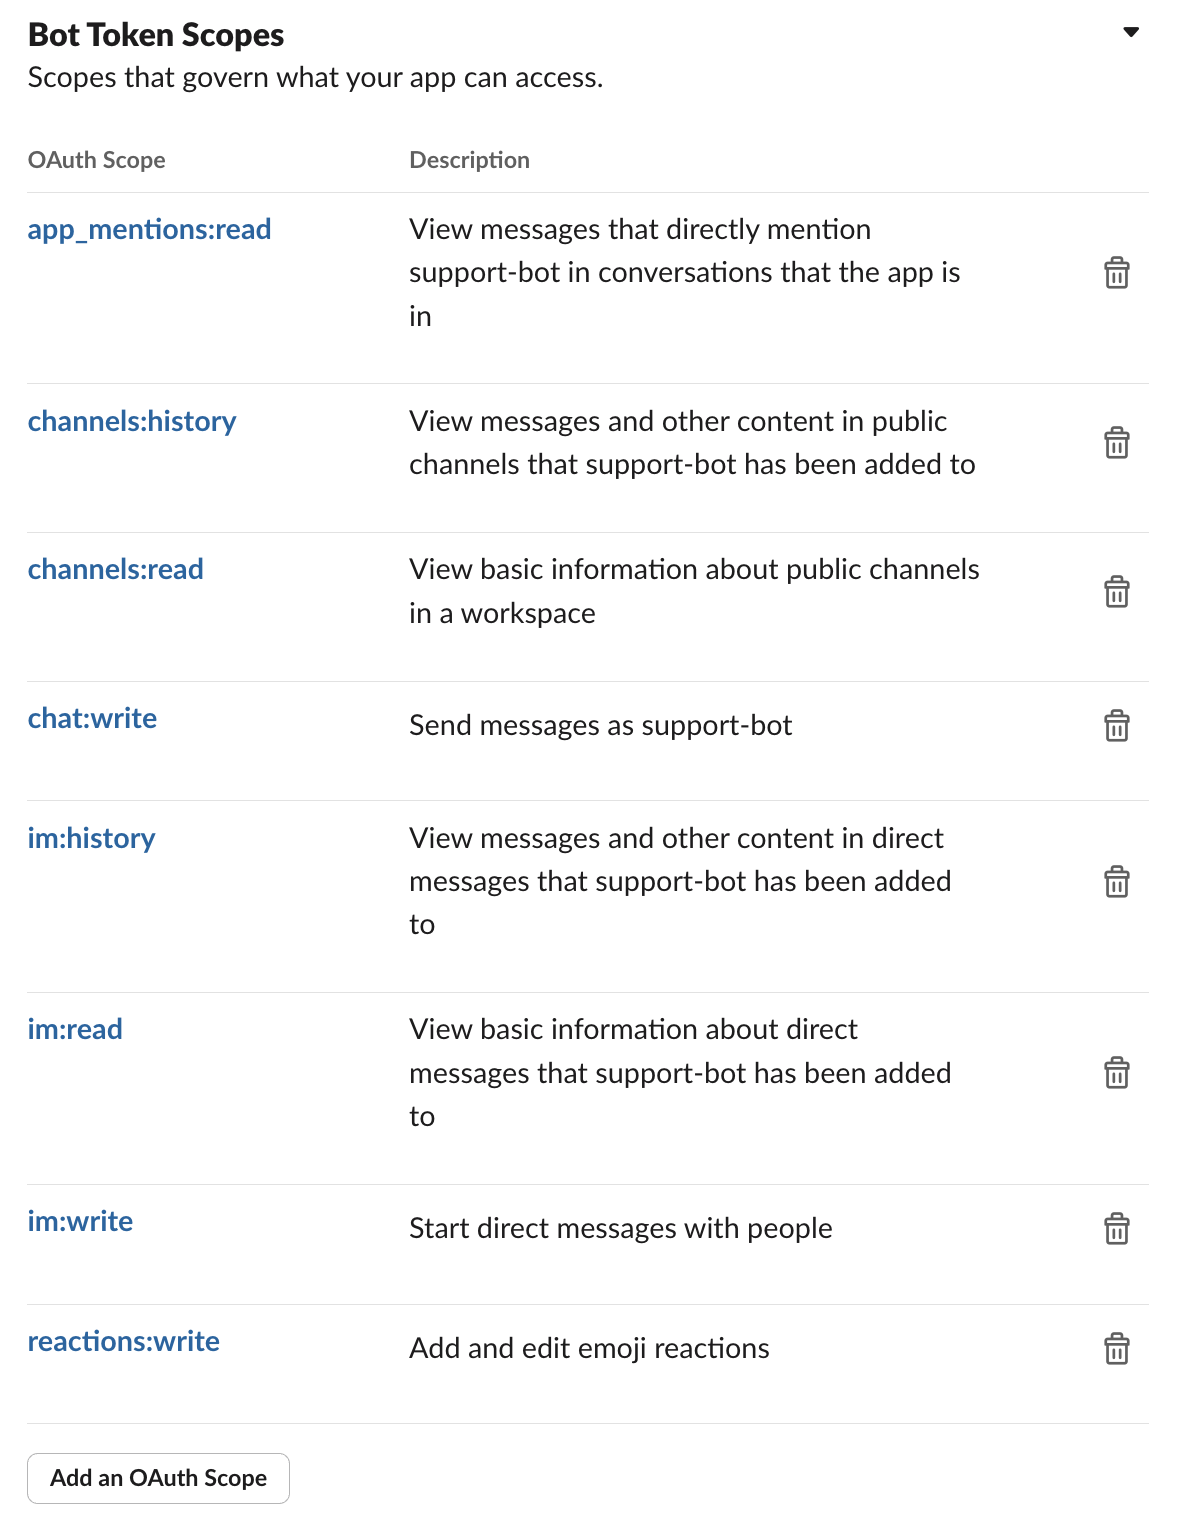 Bot Token Scopes
Scopes that govern what your app can access.
OAuth Scope Description
app_mentions:read View messages that directly mention
support-bot in conversations that the app is
in
channels:history View messages and other content in public
channels that support-bot has been added to
channels:read View basic information about public channels
in a workspace
chat:write Send messages as support-bot
im:history View messages and other content in direct
messages that support-bot has been added
to
im:read View basic information about direct
messages that support-bot has been added
to
im:write Start direct messages with people
reactions:write Add and edit emoji reactions
Add an OAuth Scope